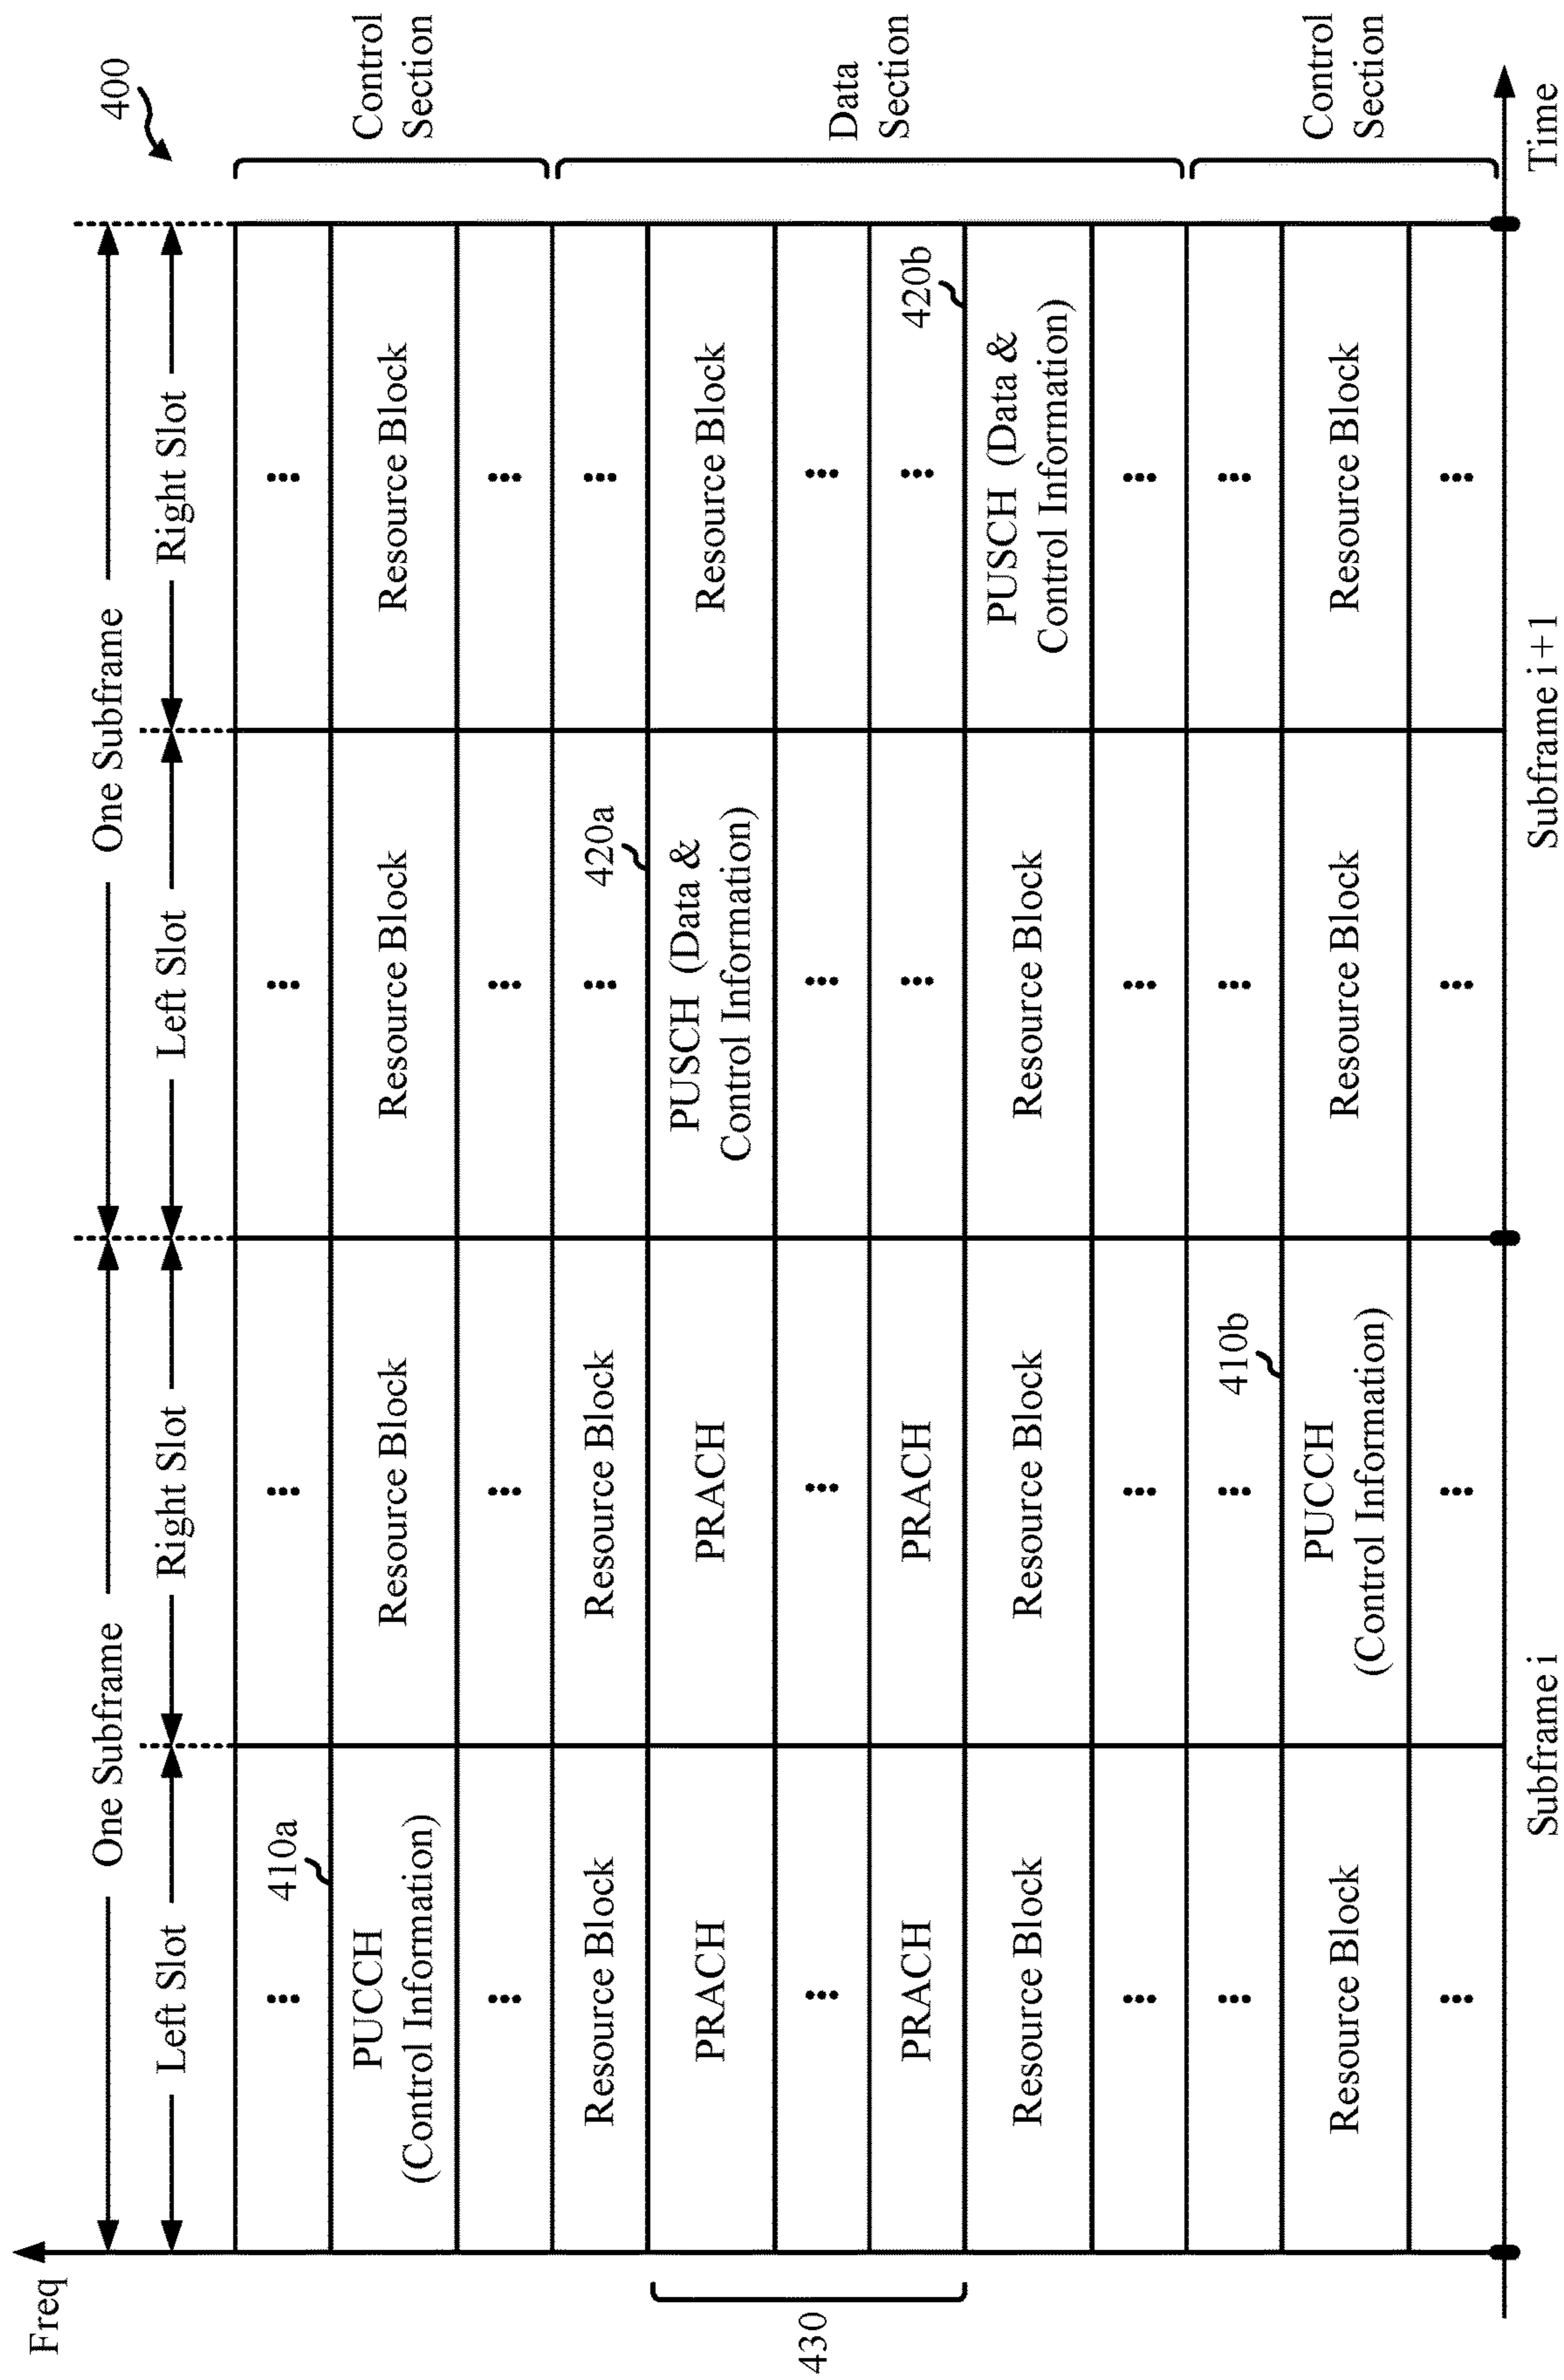 400
Freq
One Subframe
One Subframe
Left Slot
Right Slot
Left Slot
Right Slot
⋮
⋮
⋮
⋮
410a
PUCCH
(Control Information)
Resource Block
Resource Block
Resource Block
Control
Section
⋮
⋮
⋮
⋮
Resource Block
Resource Block
⋮
⋮
420a
430
PRACH
PRACH
PUSCH (Data &
Control Information)
Resource Block
⋮
⋮
⋮
⋮
Data
Section
PRACH
PRACH
⋮
⋮
420b
Resource Block
Resource Block
Resource Block
PUSCH (Data &
Control Information)
⋮
⋮
⋮
⋮
⋮
⋮
410b
⋮
⋮
Resource Block
PUCCH
(Control Information)
Resource Block
Resource Block
Control
Section
⋮
⋮
⋮
⋮
Subframe i
Subframe i + 1
Time